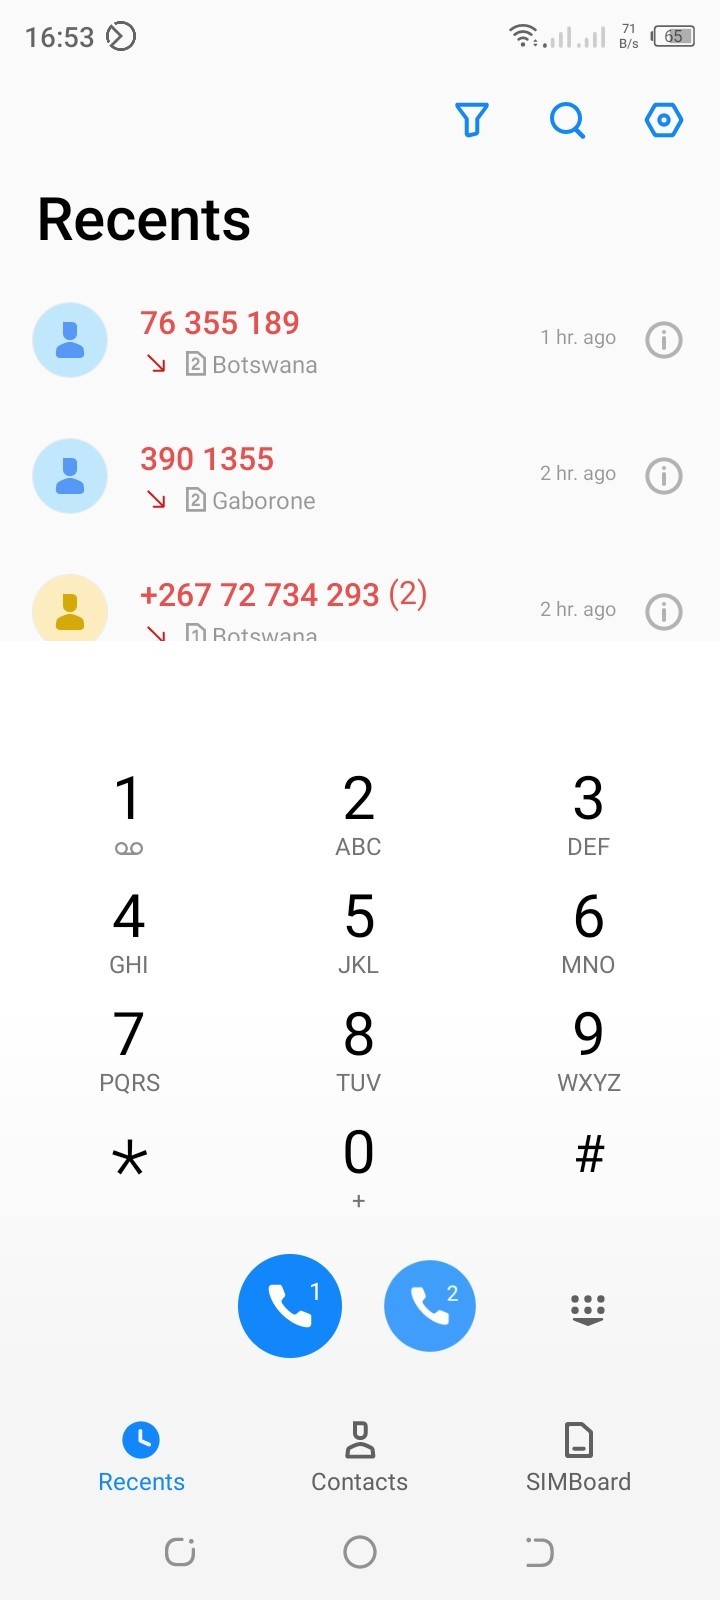 16:53 71 B/s 65
Recents
76 355 189
1 hr. ago
2 Botswana
390 1355
2 hr. ago
2 Gaborone
+267 72 734 293 (2)
2 hr. ago
1 Botswana
1 2 3
ABC DEF
4 5 6
GHI JKL MNO
7 8 9
PQRS TUV WXYZ
* 0 #
+
1 2
Recents Contacts SIMBoard